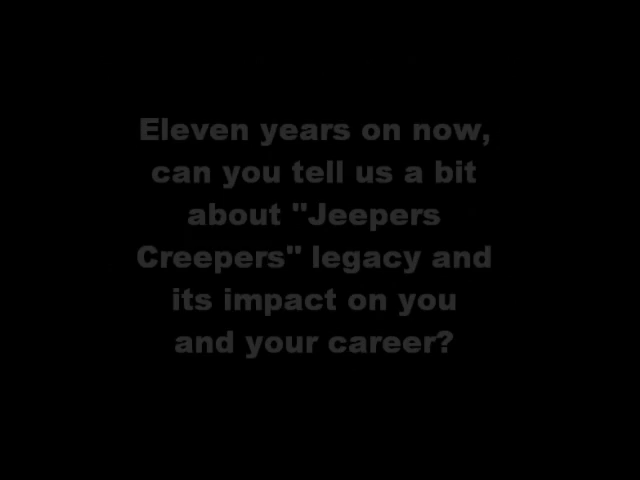 Eleven years on now,
can you tell us a bit
about "Jeepers
Creepers" legacy and
its impact on you
and your career?